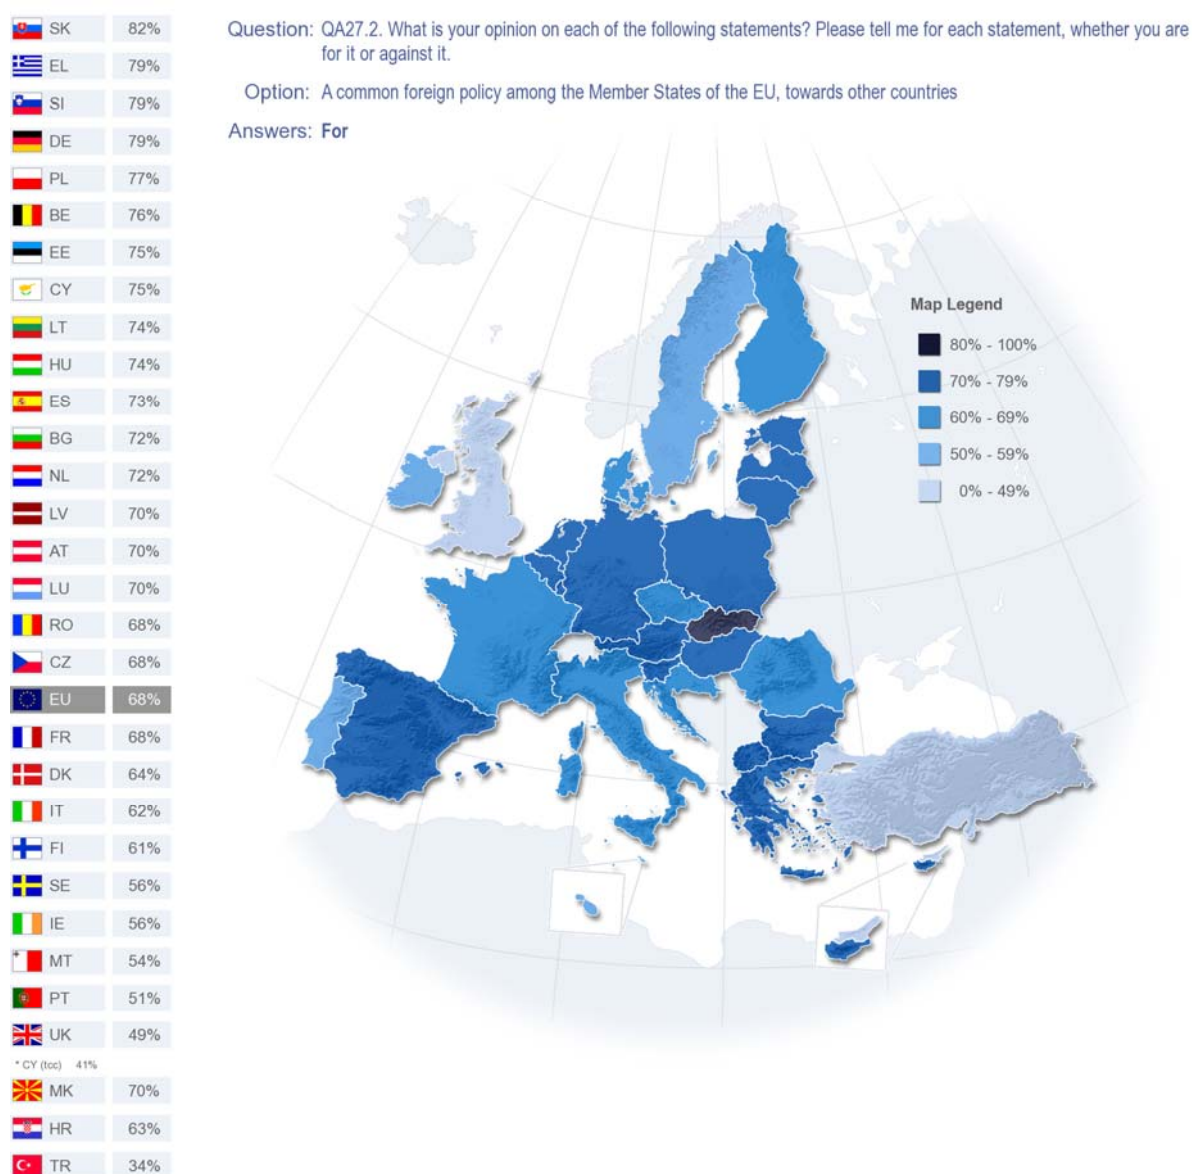 Question: QA27.2. What is your opinion on each of the following statements? Please tell me for each statement, whether you are
for it or against it.
Option: A common foreign policy among the Member States of the EU, towards other countries
Answers: For
SK 82%
EL 79%
SI 79%
DE 79%
PL 77%
BE 76%
EE 75%
CY 75%
LT 74%
HU 74%
ES 73%
BG 72%
NL 72%
LV 70%
AT 70%
LU 70%
RO 68%
CZ 68%
EU 68%
FR 68%
DK 64%
IT 62%
FI 61%
SE 56%
IE 56%
MT 54%
PT 51%
UK 49%
* CY (tcc) 41%
MK 70%
HR 63%
TR 34%
Map Legend
80% - 100%
70% - 79%
60% - 69%
50% - 59%
0% - 49%